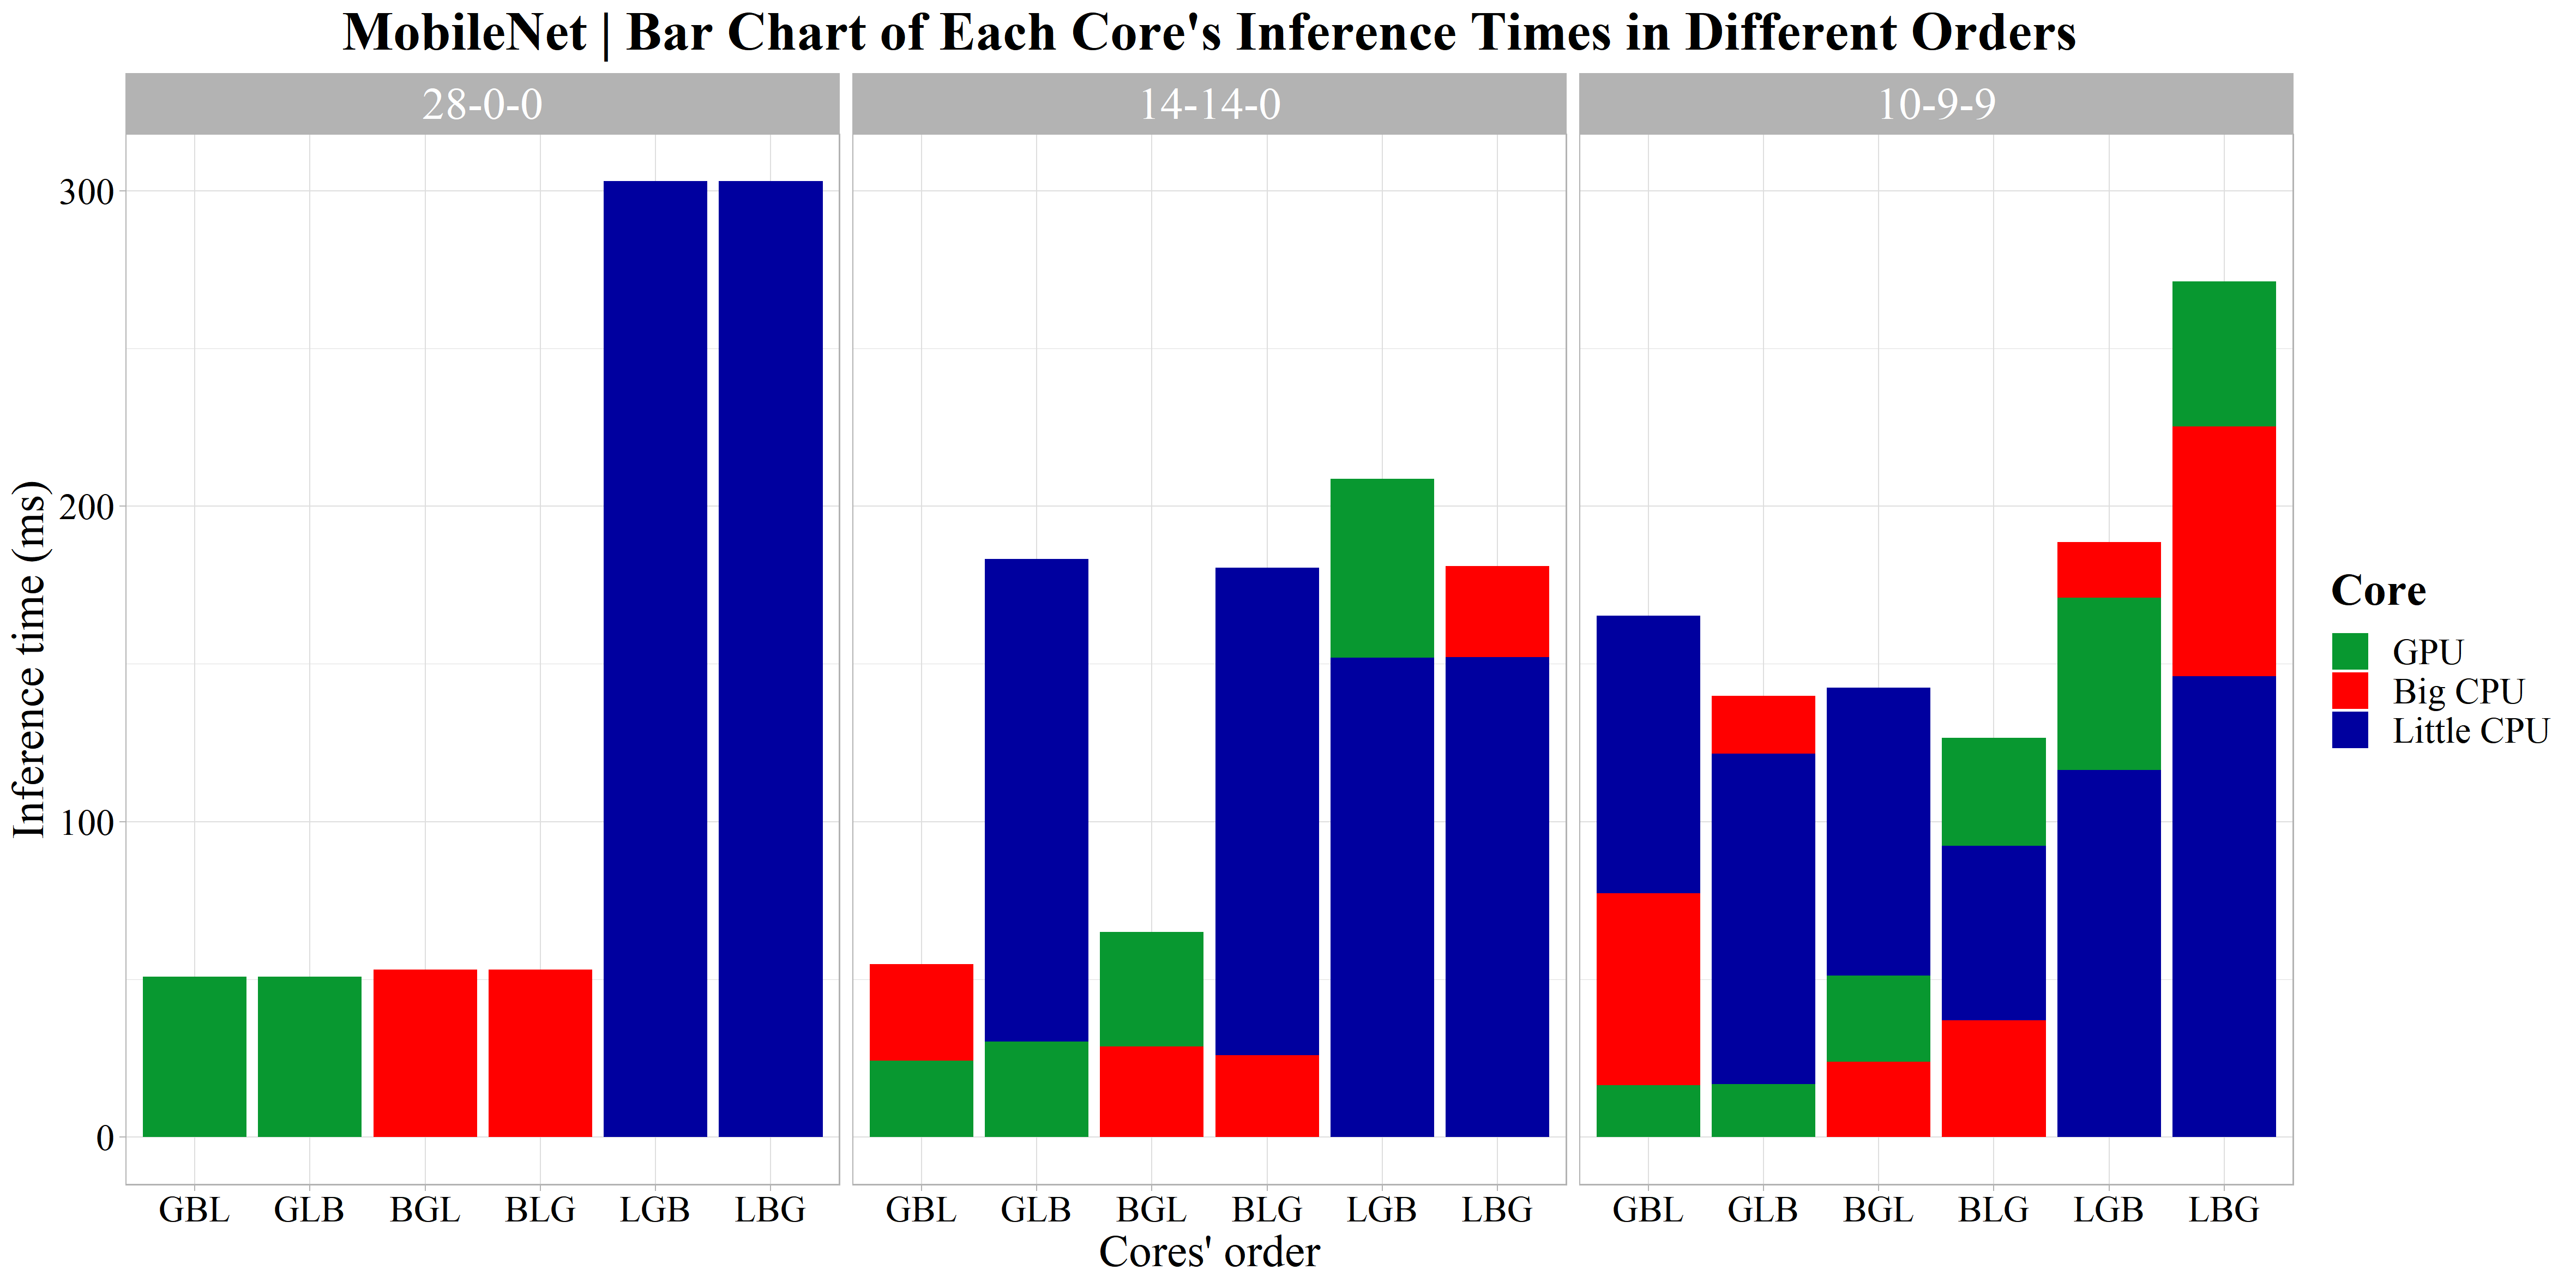 MobileNet | Bar Chart of Each Core's Inference Times in Different Orders
28-0-0
14-14-0
10-9-9
Inference time (ms)
300
200
100
0
GBL GLB BGL BLG LGB LBG
GBL GLB BGL BLG LGB LBG
GBL GLB BGL BLG LGB LBG
Cores' order
Core
GPU
Big CPU
Little CPU